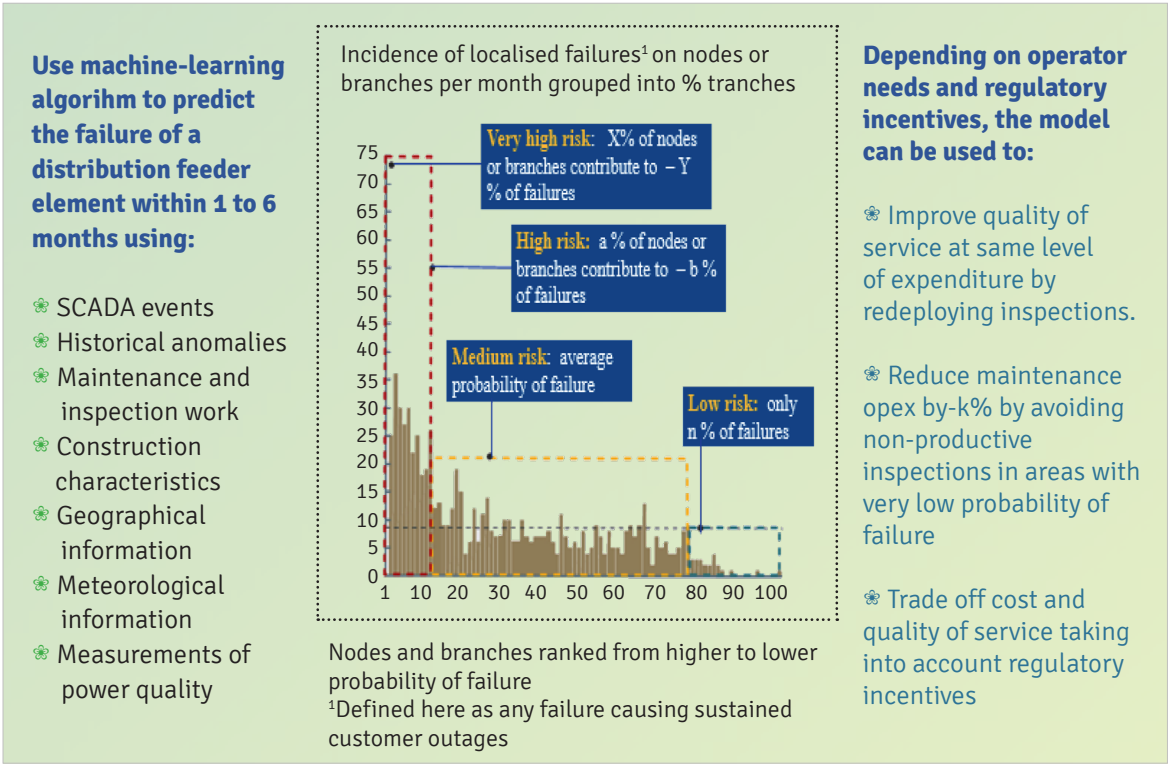 Use machine-learning
algorihm to predict
the failure of a
distribution feeder
element within 1 to 6
months using:
SCADA events
Historical anomalies
Maintenance and
inspection work
Construction
characteristics
Geographical
information
Meteorological
information
Measurements of
power quality
Incidence of localised failures¹ on nodes or
branches per month grouped into % tranches
75
70
65
60
55
50
45
40
35
30
25
20
10
5
0
1 10 20 30 40 50 60 70 80 90 100
Very high risk: X% of nodes
or branches contribute to – Y
% of failures
High risk: a % of nodes or
branches contribute to – b %
of failures
Medium risk: average
probability of failure
Low risk: only
n % of failures
Nodes and branches ranked from higher to lower
probability of failure
¹Defined here as any failure causing sustained
customer outages
Depending on operator
needs and regulatory
incentives, the model
can be used to:
Improve quality of
service at same level
of expenditure by
redeploying inspections.
Reduce maintenance
opex by-k% by avoiding
non-productive
inspections in areas with
very low probability of
failure
Trade off cost and
quality of service taking
into account regulatory
incentives